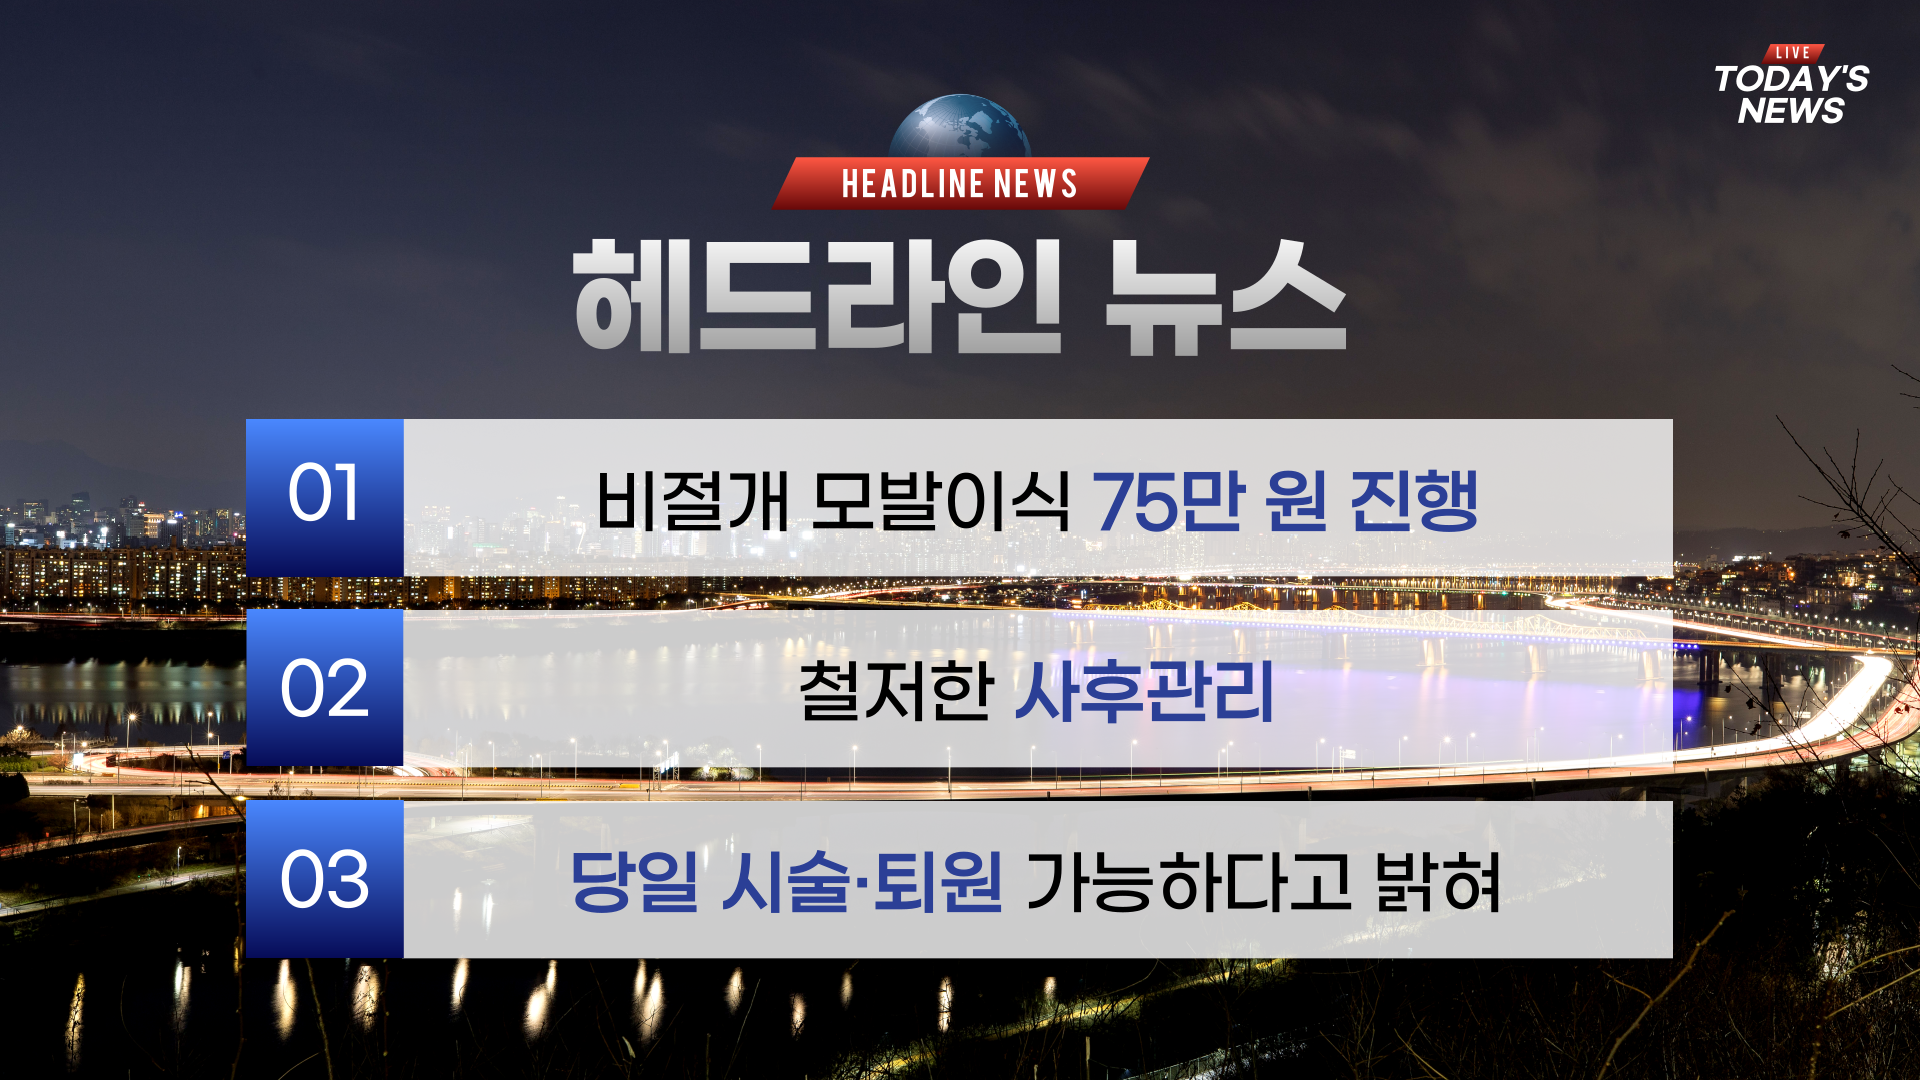 LIVE
TODAY'S
NEWS
HEADLINE NEWS
헤드라인 뉴스
01
비절개 모발이식 75만 원 진행
02
철저한 사후관리
03
당일 시술·퇴원 가능하다고 밝혀